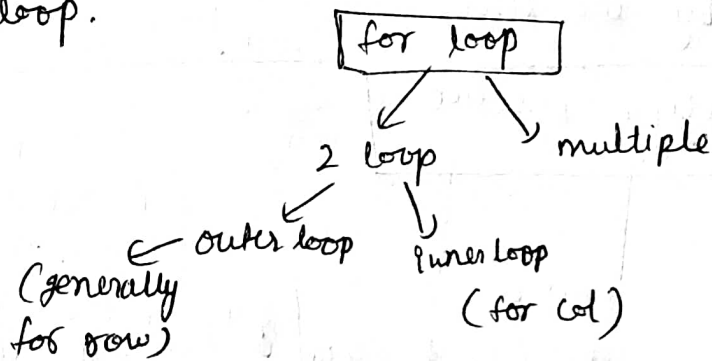 loop.
for loop
2 loop
multiple
outer loop
inner loop
(generally
for row)
(for col)